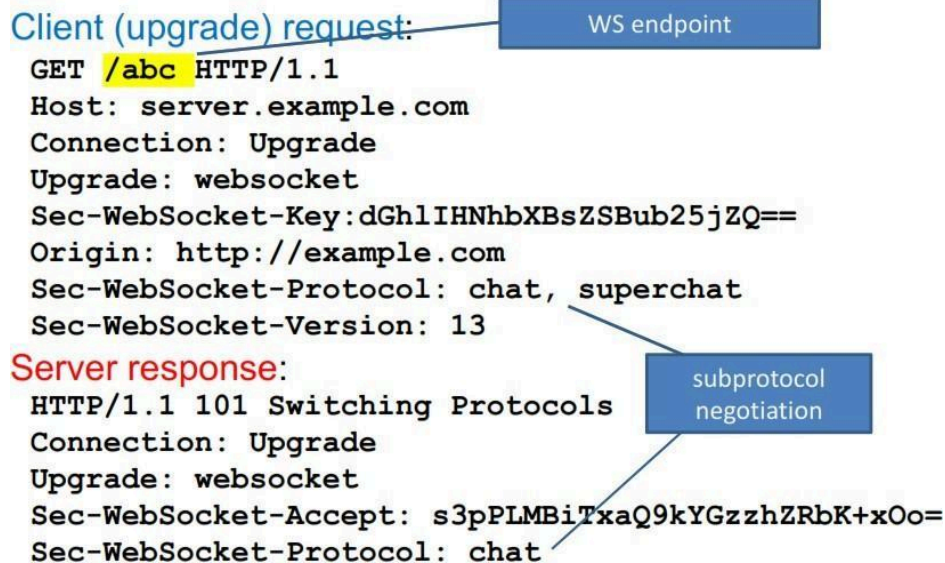 Client (upgrade) request:
WS endpoint
GET /abc HTTP/1.1
Host: server.example.com
Connection: Upgrade
Upgrade: websocket
Sec-WebSocket-Key:dGhlIHNhbXBsZSBub25jZQ==
Origin: http://example.com
Sec-WebSocket-Protocol: chat, superchat
Sec-WebSocket-Version: 13
Server response:
subprotocol
negotiation
HTTP/1.1 101 Switching Protocols
Connection: Upgrade
Upgrade: websocket
Sec-WebSocket-Accept: s3pPLMBiTxaQ9kYGzzhZRbK+xOo=
Sec-WebSocket-Protocol: chat